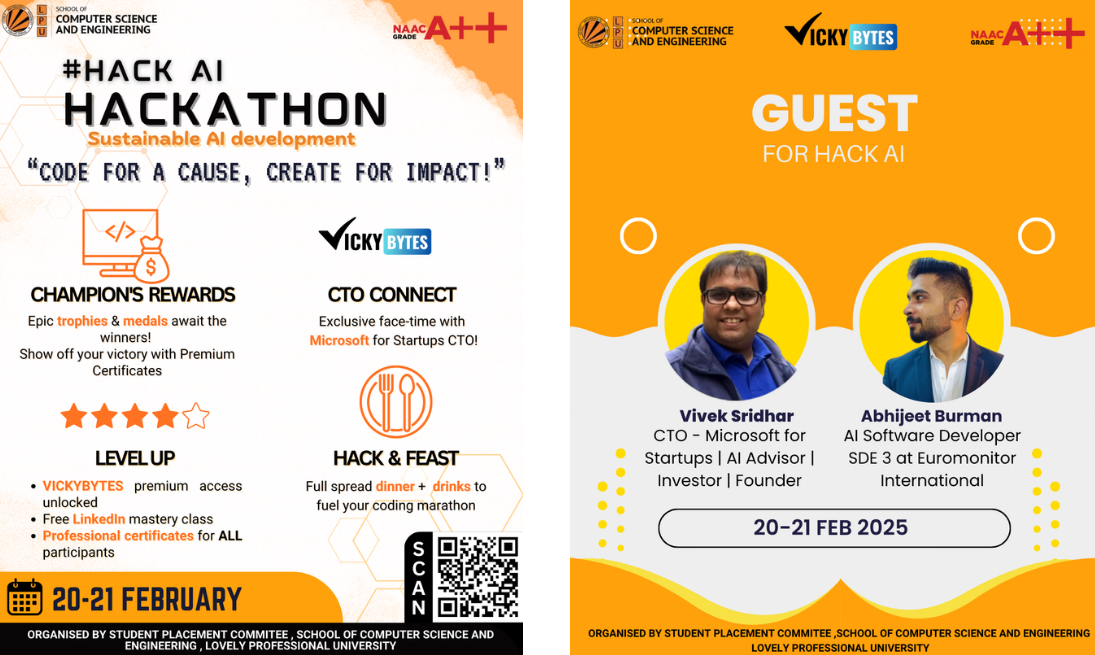 LPU
SCHOOL OF
COMPUTER SCIENCE
AND ENGINEERING
NAAC
GRADE
A++
#HACK AI
HACKATHON
Sustainable AI development
“CODE FOR A CAUSE, CREATE FOR IMPACT!”
</>
$
CHAMPION'S REWARDS
Epic trophies & medals await the
winners!
Show off your victory with Premium
Certificates
VICKY BYTES
CTO CONNECT
Exclusive face-time with
Microsoft for Startups CTO!
LEVEL UP
• VICKYBYTES premium access
unlocked
• Free LinkedIn mastery class
• Professional certificates for ALL
participants
HACK & FEAST
Full spread dinner + drinks to
fuel your coding marathon
SCAN
20-21 FEBRUARY
ORGANISED BY STUDENT PLACEMENT COMMITEE , SCHOOL OF COMPUTER SCIENCE AND
ENGINEERING , LOVELY PROFESSIONAL UNIVERSITY
LPU
SCHOOL OF
COMPUTER SCIENCE
AND ENGINEERING
VICKY BYTES
NAAC
GRADE
A++
GUEST
FOR HACK AI
Vivek Sridhar
CTO - Microsoft for
Startups | AI Advisor |
Investor | Founder
Abhijeet Burman
AI Software Developer
SDE 3 at Euromonitor
International
20-21 FEB 2025
ORGANISED BY STUDENT PLACEMENT COMMITEE ,SCHOOL OF COMPUTER SCIENCE AND ENGINEERING
LOVELY PROFESSIONAL UNIVERSITY